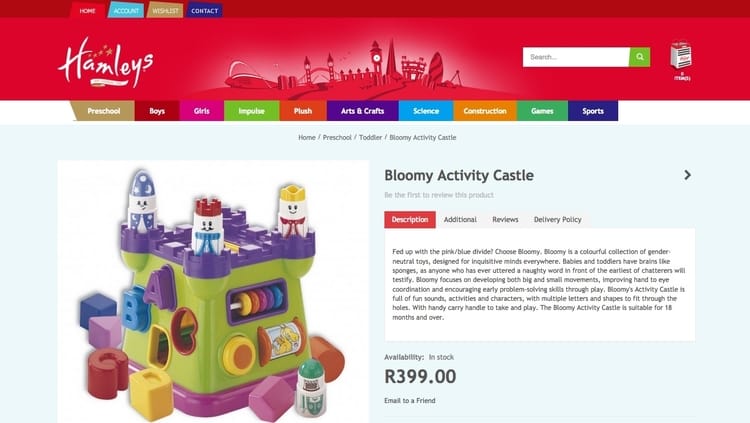 HOME ACCOUNT WISHLIST CONTACT
Hamleys
Search...
ITEM(S)
Preschool Boys Girls Impulse Plush Arts & Crafts Science Construction Games Sports
Home / Preschool / Toddler / Bloomy Activity Castle
Bloomy Activity Castle
Be the first to review this product
Description Additional Reviews Delivery Policy
Fed up with the pink/blue divide? Choose Bloomy. Bloomy is a colourful collection of gender-
neutral toys, designed for inquisitive minds everywhere. Babies and toddlers have brains like
sponges, as anyone who has ever uttered a naughty word in front of the earliest of chatterers will
testify. Bloomy focuses on developing both big and small movements, improving hand to eye
coordination and encouraging early problem-solving skills through play. Bloomy's Activity Castle is
full of fun sounds, activities and characters, with multiple letters and shapes to fit through the
holes. With handy carry handle to take and play. The Bloomy Activity Castle is suitable for 18
months and over.
Availability: In stock
R399.00
Email to a Friend
A
B
C